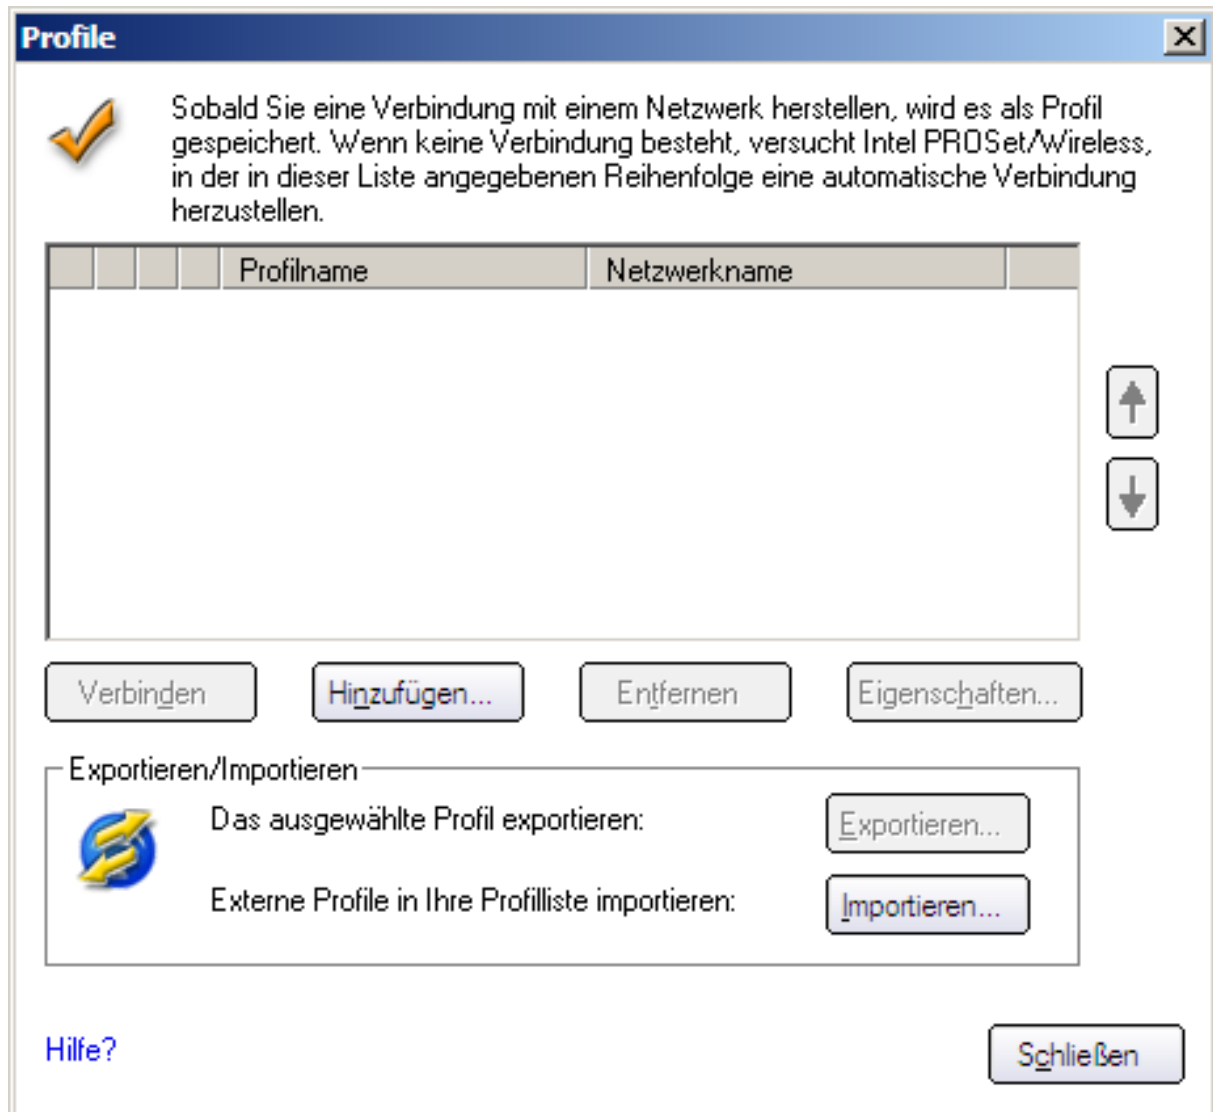 Profile
Sobald Sie eine Verbindung mit einem Netzwerk herstellen, wird es als Profil
gespeichert. Wenn keine Verbindung besteht, versucht Intel PROSet/Wireless,
in der in dieser Liste angegebenen Reihenfolge eine automatische Verbindung
herzustellen.
Profilname Netzwerkname
Verbinden Hinzufügen... Entfernen Eigenschaften...
Exportieren/Importieren
Das ausgewählte Profil exportieren: Exportieren...
Externe Profile in Ihre Profilliste importieren: Importieren...
Hilfe? Schließen